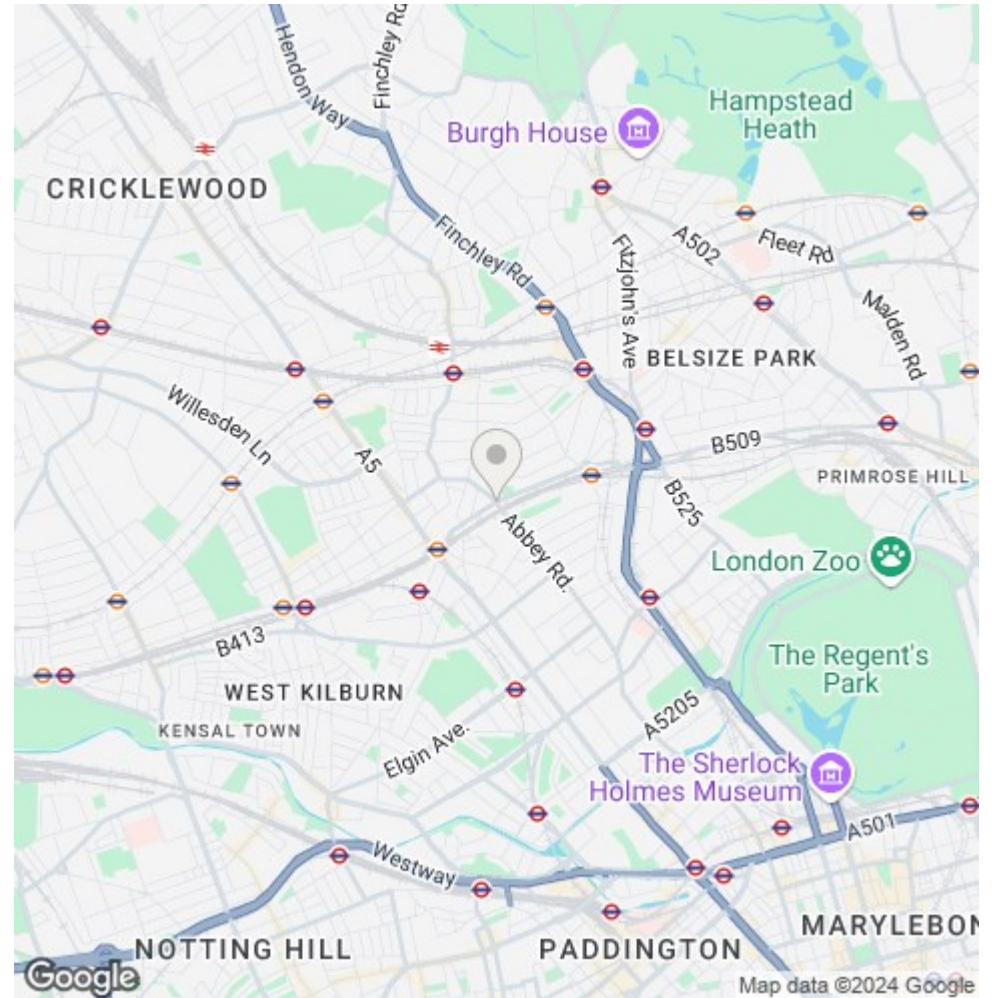 Hendon Way
Finchley Rd
Burgh House
Hampstead
Heath
CRICKLEWOOD
Finchley Rd
Fitzjohn's Ave
A502
Fleet Rd
Malden Rd
BELSIZE PARK
Willesden Ln
A5
B509
PRIMROSE HILL
B525
Abbey Rd.
London Zoo
B413
The Regent's
Park
WEST KILBURN
KENSAL TOWN
A5205
Elgin Ave.
The Sherlock
Holmes Museum
A501
Westway
MARYLEBON
NOTTING HILL
PADDINGTON
Google
Map data ©2024 Google